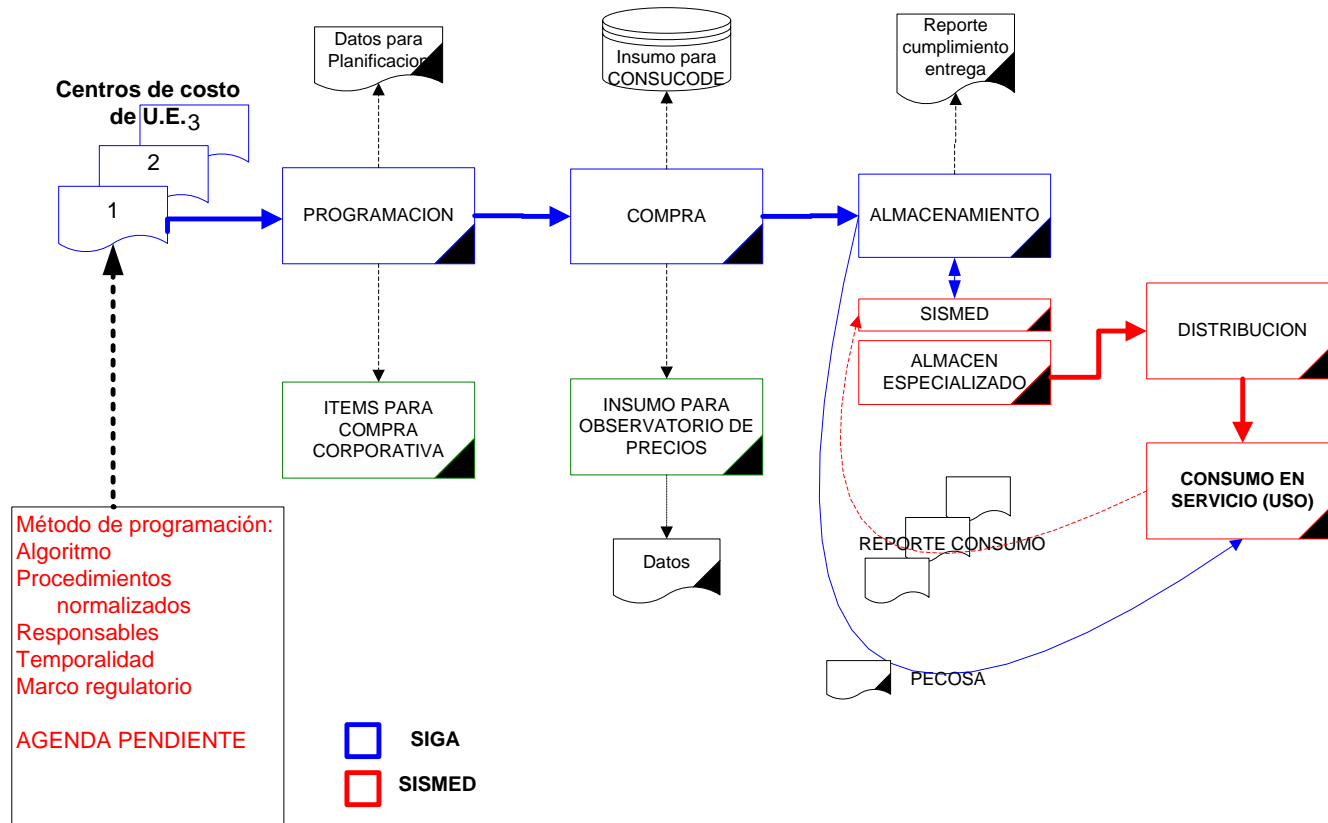 Datos para
Planificacion
Insumo para
CONSUCODE
Reporte
cumplimiento
entrega
Centros de costo
de U.E.
3
2
1
PROGRAMACION
COMPRA
ALMACENAMIENTO
SISMED
ALMACEN
ESPECIALIZADO
DISTRIBUCION
ITEMS PARA
COMPRA
CORPORATIVA
INSUMO PARA
OBSERVATORIO DE
PRECIOS
CONSUMO EN
SERVICIO (USO)
Datos
REPORTE CONSUMO
PECOSA
Método de programación:
Algoritmo
Procedimientos
normalizados
Responsables
Temporalidad
Marco regulatorio
AGENDA PENDIENTE
SIGA
SISMED